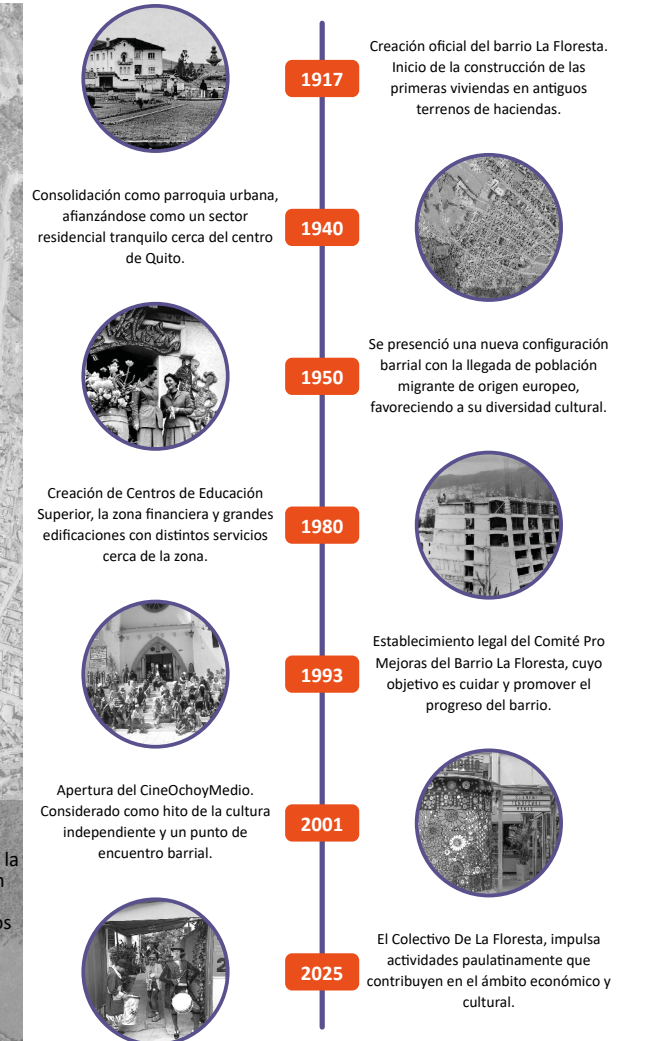 1917
Creación oficial del barrio La Floresta.
Inicio de la construcción de las
primeras viviendas en antiguos
terrenos de haciendas.
Consolidación como parroquia urbana,
afianzándose como un sector
residencial tranquilo cerca del centro
de Quito.
1940
1950
Se presenció una nueva configuración
barrial con la llegada de población
migrante de origen europeo,
favoreciendo a su diversidad cultural.
Creación de Centros de Educación
Superior, la zona financiera y grandes
edificaciones con distintos servicios
cerca de la zona.
1980
1993
Establecimiento legal del Comité Pro
Mejoras del Barrio La Floresta, cuyo
objetivo es cuidar y promover el
progreso del barrio.
Apertura del CineOchoyMedio.
Considerado como hito de la cultura
independiente y un punto de
encuentro barrial.
2001
la
2025
El Colectivo De La Floresta, impulsa
actividades paulatinamente que
contribuyen en el ámbito económico y
cultural.